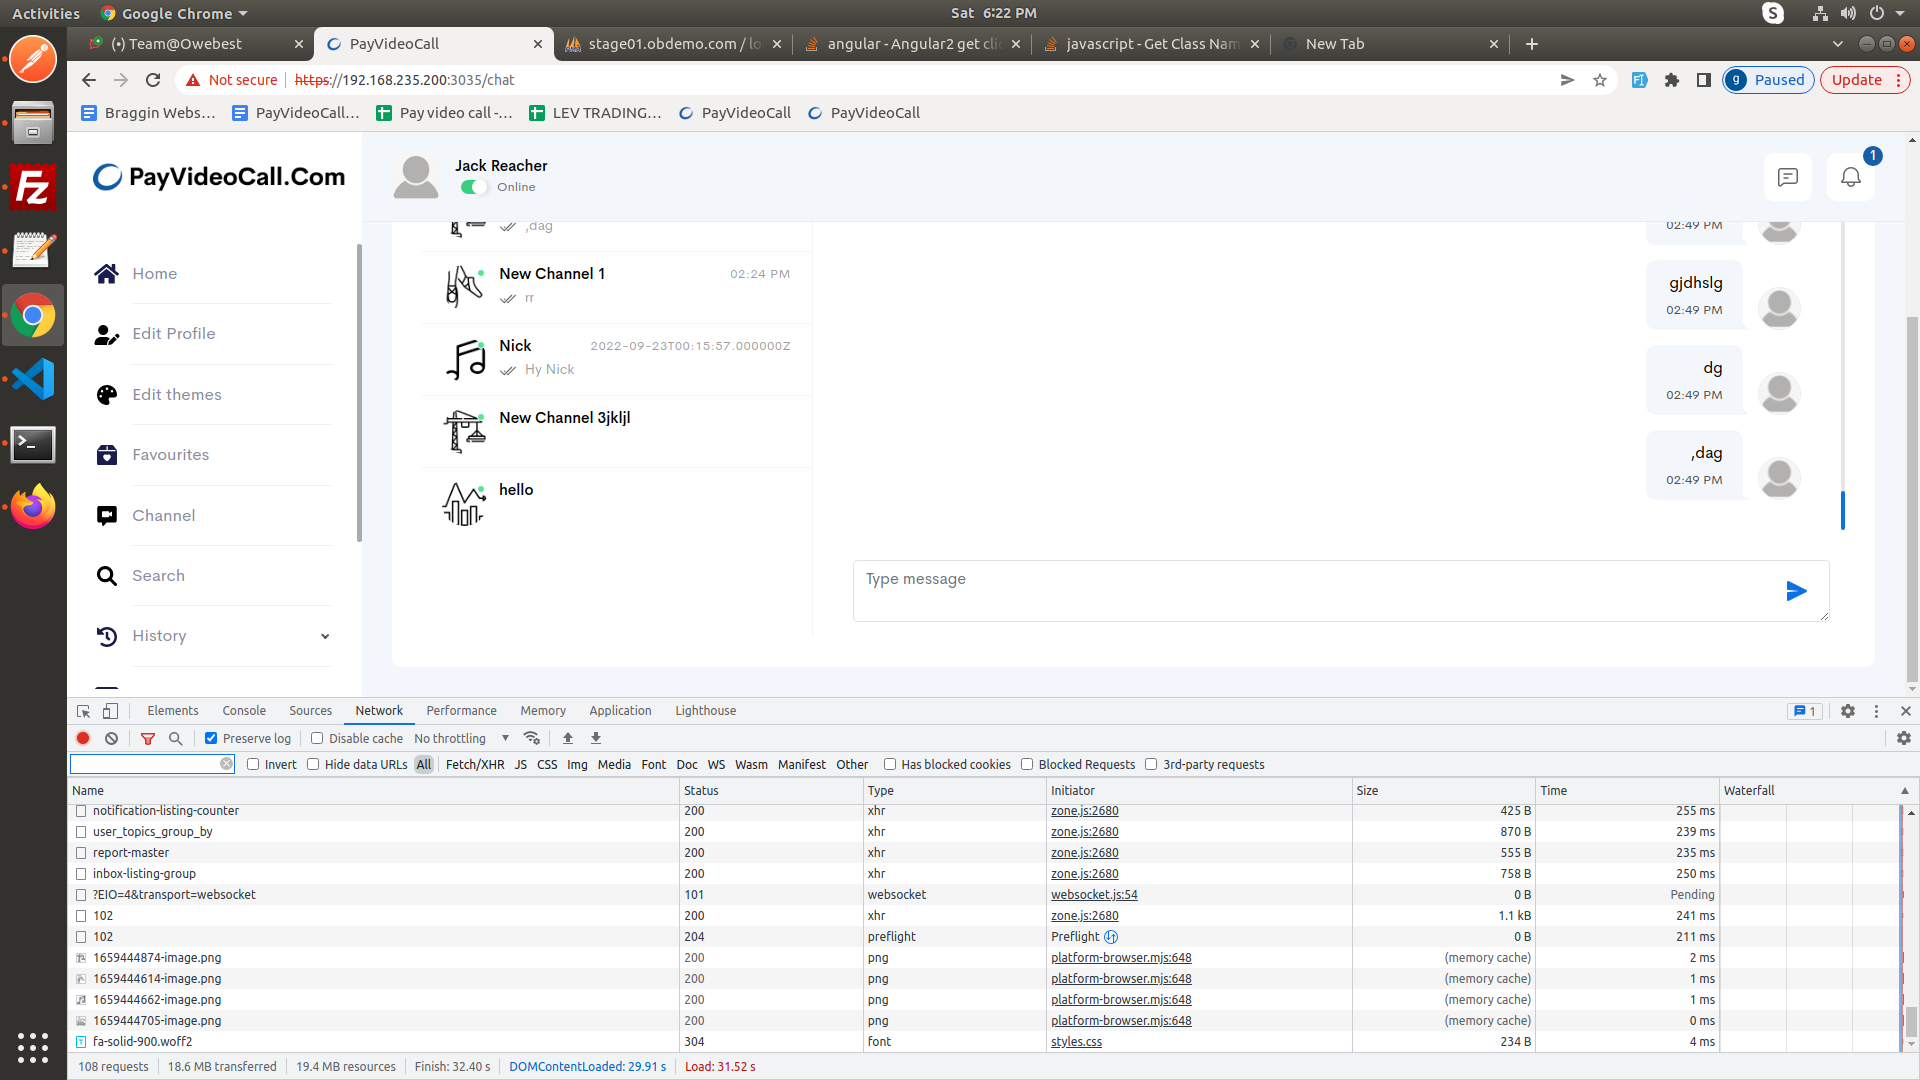 Activities Google Chrome Sat 6:22 PM
(•) Team@Owebest PayVideoCall stage01.obdemo.com / lo angular - Angular2 get clic javascript - Get Class Nam New Tab
Not secure https://192.168.235.200:3035/chat g Paused Update
Braggin Webs... PayVideoCall... Pay video call -... LEV TRADING... PayVideoCall PayVideoCall
PayVideoCall.Com
Home
Edit Profile
Edit themes
Favourites
Channel
Search
History
Jack Reacher
Online
1
,dag
New Channel 1 02:24 PM
rr
Nick 2022-09-23T00:15:57.000000Z
Hy Nick
New Channel 3jkljl
hello
02:49 PM
gjdhslg
02:49 PM
dg
02:49 PM
,dag
02:49 PM
Type message
Elements Console Sources Network Performance Memory Application Lighthouse 1
Preserve log Disable cache No throttling
Invert Hide data URLs All Fetch/XHR JS CSS Img Media Font Doc WS Wasm Manifest Other Has blocked cookies Blocked Requests 3rd-party requests
Name Status Type Initiator Size Time Waterfall
notification-listing-counter 200 xhr zone.js:2680 425 B 255 ms
user_topics_group_by 200 xhr zone.js:2680 870 B 239 ms
report-master 200 xhr zone.js:2680 555 B 235 ms
inbox-listing-group 200 xhr zone.js:2680 758 B 250 ms
?EIO=4&transport=websocket 101 websocket websocket.js:54 0 B Pending
102 200 xhr zone.js:2680 1.1 kB 241 ms
102 204 preflight Preflight 0 B 211 ms
1659444874-image.png 200 png platform-browser.mjs:648 (memory cache) 2 ms
1659444614-image.png 200 png platform-browser.mjs:648 (memory cache) 1 ms
1659444662-image.png 200 png platform-browser.mjs:648 (memory cache) 1 ms
1659444705-image.png 200 png platform-browser.mjs:648 (memory cache) 0 ms
fa-solid-900.woff2 304 font styles.css 234 B 4 ms
108 requests 18.6 MB transferred 19.4 MB resources Finish: 32.40 s DOMContentLoaded: 29.91 s Load: 31.52 s